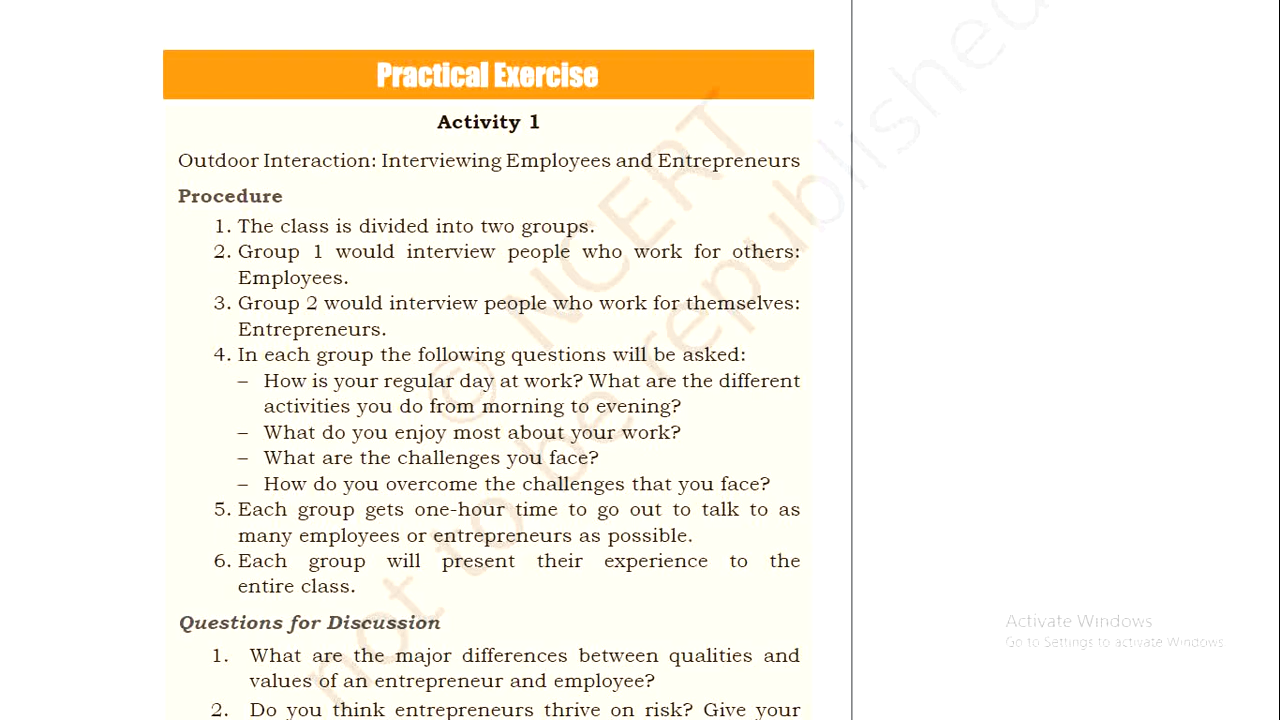 Practical Exercise
Activity 1
Outdoor Interaction: Interviewing Employees and Entrepreneurs
Procedure
1. The class is divided into two groups.
2. Group 1 would interview people who work for others:
Employees.
3. Group 2 would interview people who work for themselves:
Entrepreneurs.
4. In each group the following questions will be asked:
– How is your regular day at work? What are the different
activities you do from morning to evening?
– What do you enjoy most about your work?
– What are the challenges you face?
– How do you overcome the challenges that you face?
5. Each group gets one-hour time to go out to talk to as
many employees or entrepreneurs as possible.
6. Each group will present their experience to the
entire class.
Questions for Discussion
1. What are the major differences between qualities and
values of an entrepreneur and employee?
2. Do you think entrepreneurs thrive on risk? Give your
© NCERT
not to be republished
Activate Windows
Go to Settings to activate Windows